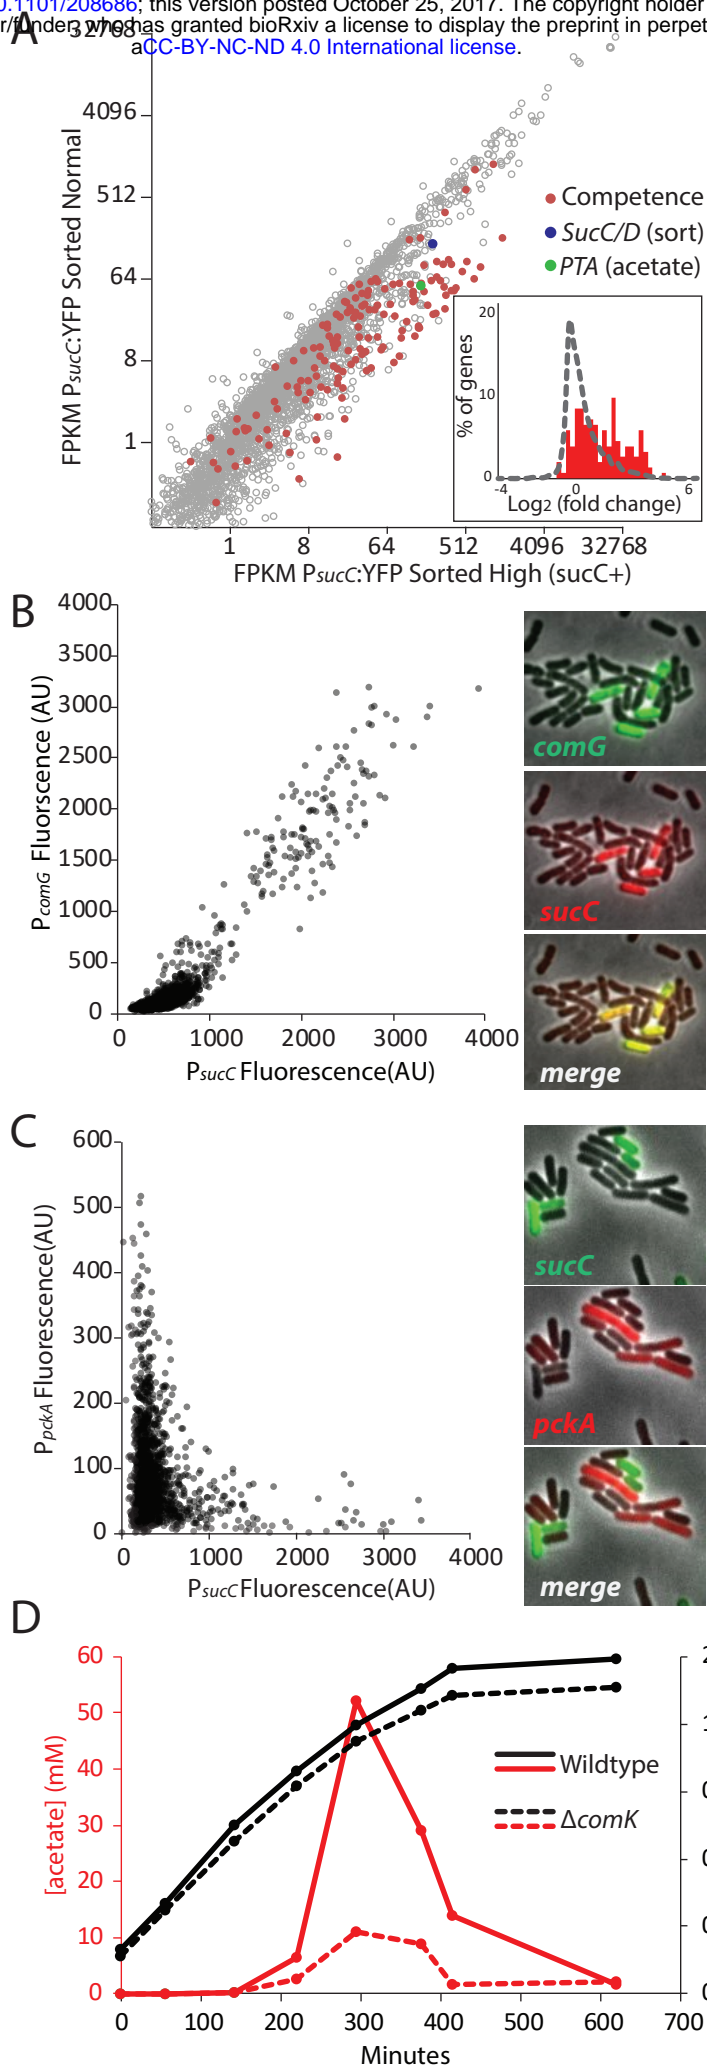 0.1101/208686; this version posted October 25, 2017. The copyright holder
r/funder, who has granted bioRxiv a license to display the preprint in perpet
aCC-BY-NC-ND 4.0 International license.
A
32768
4096
512
64
8
1
FPKM PsucC:YFP Sorted Normal
Competence
SucC/D (sort)
PTA (acetate)
20
10
0
% of genes
-4
0
6
Log2 (fold change)
1
8
64
512
4096
32768
FPKM PsucC:YFP Sorted High (sucC+)
B
4000
3500
3000
2500
2000
1500
1000
500
0
PcomG Fluorscence (AU)
0
1000
2000
3000
4000
PsucC Fluorescence(AU)
comG
sucC
merge
C
600
500
400
300
200
100
0
PpckA Fluorescence(AU)
0
1000
2000
3000
4000
PsucC Fluorescence(AU)
sucC
pckA
merge
D
60
50
40
30
20
10
0
[acetate] (mM)
Wildtype
ΔcomK
0
100
200
300
400
500
600
700
Minutes